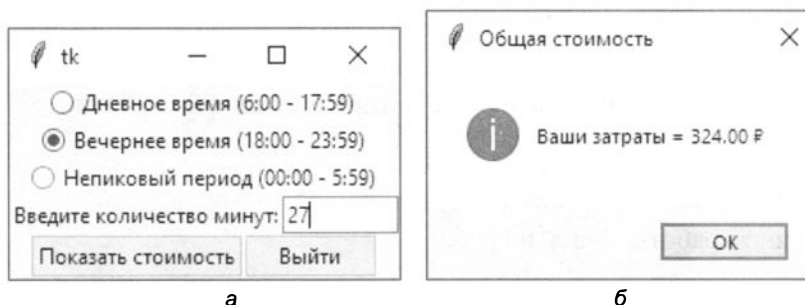 tk
Дневное время (6:00 - 17:59)
Вечернее время (18:00 - 23:59)
Непиковый период (00:00 - 5:59)
Введите количество минут: 27
Показать стоимость Выйти
а
Общая стоимость
Ваши затраты = 324.00 ₽
ОК
б